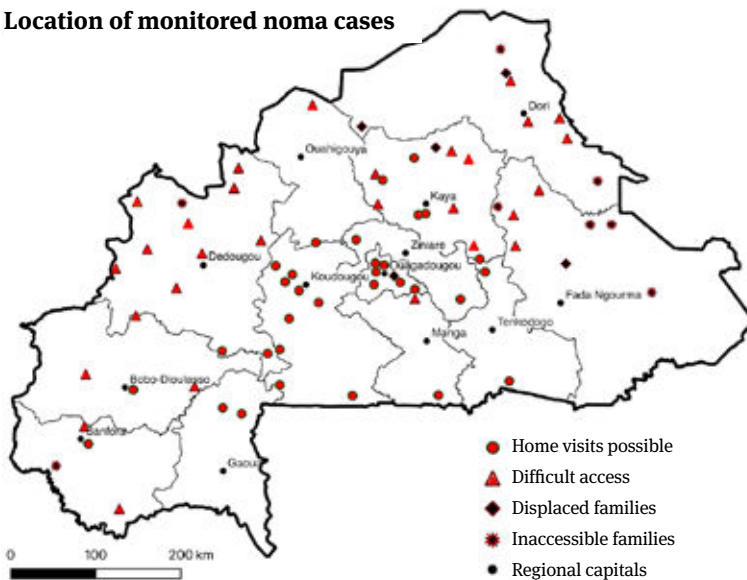 Location of monitored noma cases
Dori
Ouahigouya
Kaya
Ziniaré
Dedougou
Ouagadougou
Koudougou
Fada Ngourma
Tenkodogo
Manga
Bobo-Dioulasso
Banfora
Gaoua
Home visits possible
Difficult access
Displaced families
Inaccessible families
Regional capitals
0 100 200 km